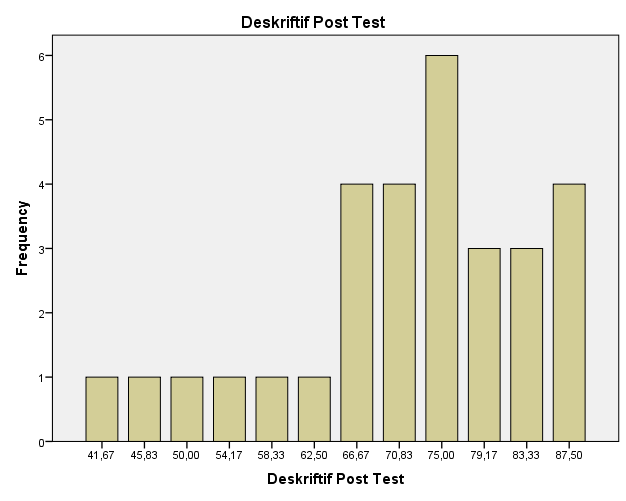 Deskriftif Post Test
Frequency
6
5
4
3
2
1
0
41,67 45,83 50,00 54,17 58,33 62,50 66,67 70,83 75,00 79,17 83,33 87,50
Deskriftif Post Test